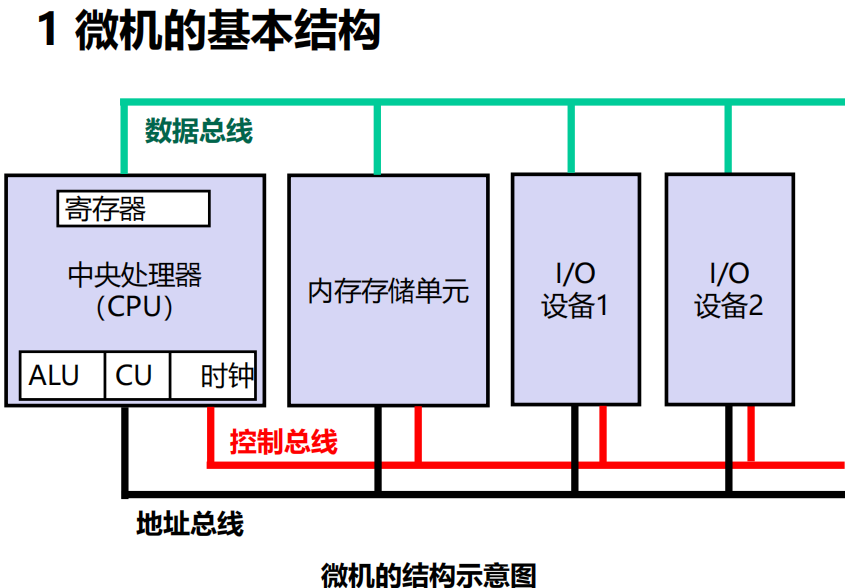 1 微机的基本结构
数据总线
寄存器
中央处理器
（CPU）
ALU CU 时钟
内存存储单元
I/O
设备1
I/O
设备2
控制总线
地址总线
微机的结构示意图